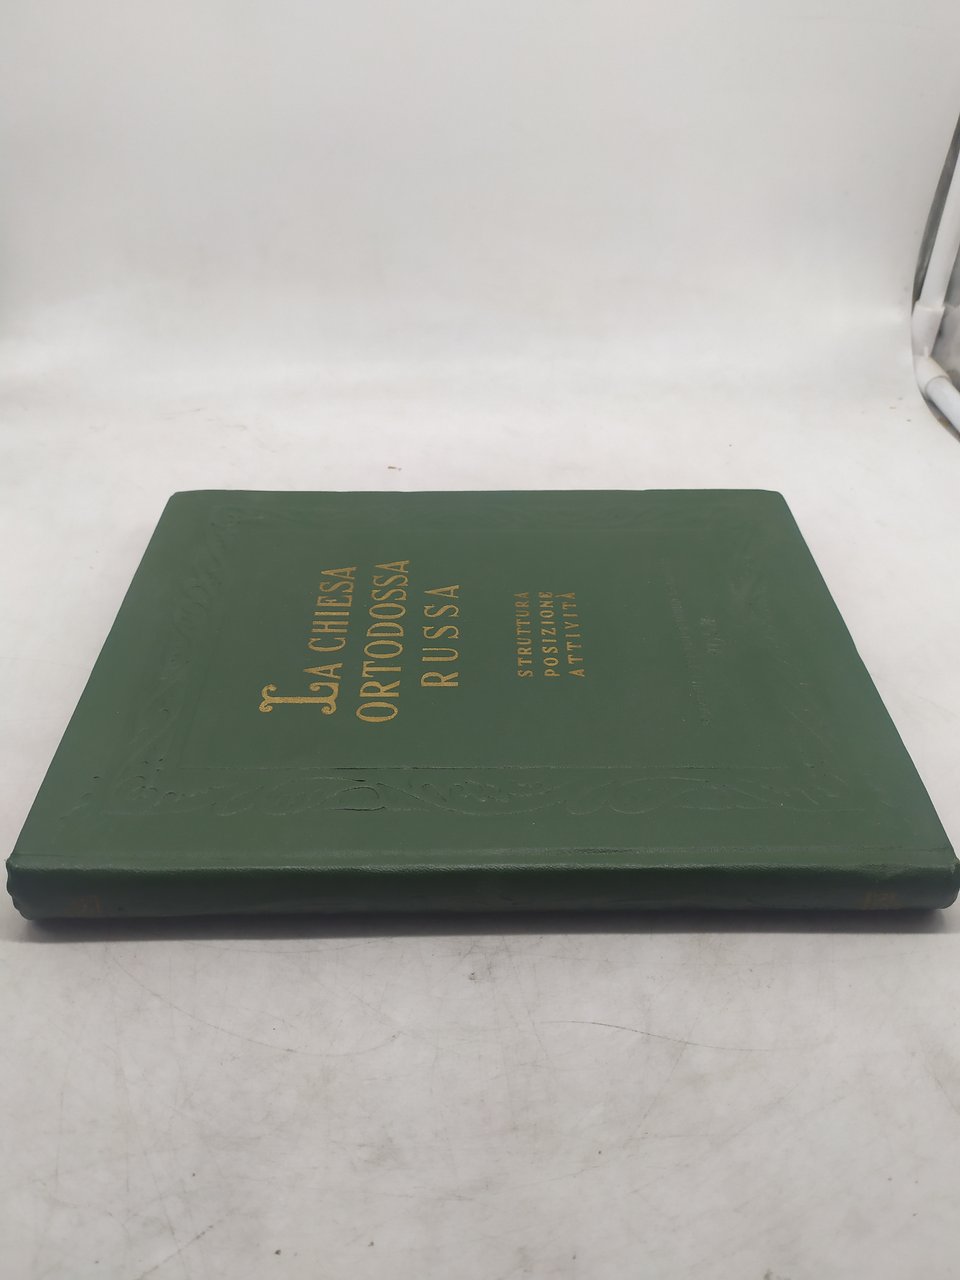 LA CHIESA
ORTODOSSA
RUSSA
STRUTTURA
POSIZIONE
ATTIVITÀ